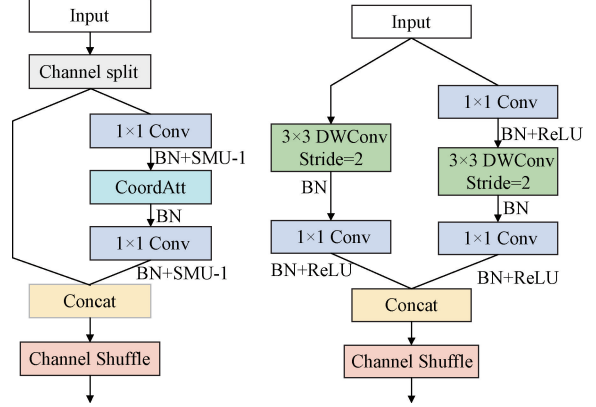 Input
Channel split
1×1 Conv
BN+SMU-1
CoordAtt
BN
1×1 Conv
BN+SMU-1
Concat
Channel Shuffle
Input
3×3 DWConv
Stride=2
BN
1×1 Conv
BN+ReLU
1×1 Conv
BN+ReLU
3×3 DWConv
Stride=2
BN
1×1 Conv
BN+ReLU
Concat
Channel Shuffle